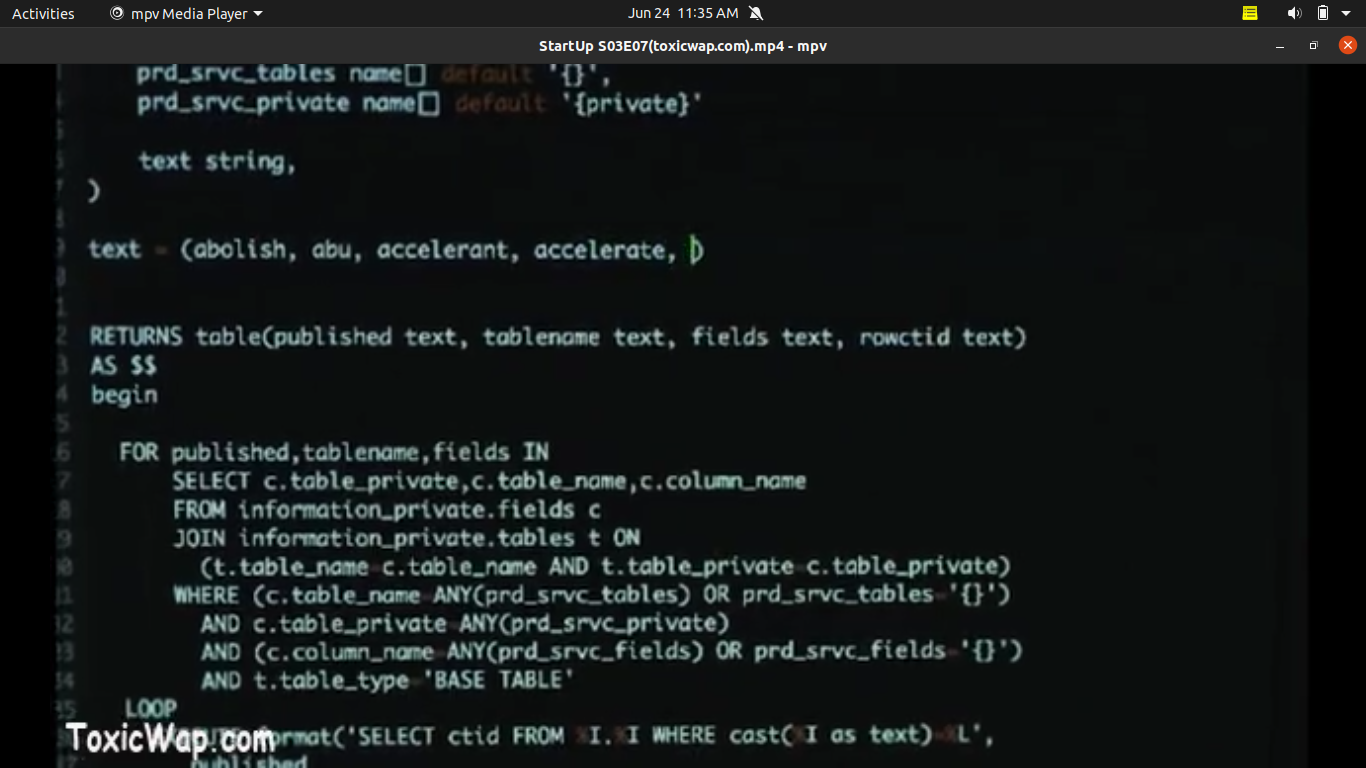 Activities mpv Media Player Jun 24 11:35 AM
StartUp S03E07(toxicwap.com).mp4 - mpv
prd_srvc_tables name[] default '{}',
prd_srvc_private name[] default '{private}'
text string,
)
text = (abolish, abu, accelerant, accelerate, )
RETURNS table(published text, tablename text, fields text, rowctid text)
AS $$
begin
FOR published,tablename,fields IN
SELECT c.table_private,c.table_name,c.column_name
FROM information_private.fields c
JOIN information_private.tables t ON
(t.table_name=c.table_name AND t.table_private=c.table_private)
WHERE (c.table_name=ANY(prd_srvc_tables) OR prd_srvc_tables='{}')
AND c.table_private=ANY(prd_srvc_private)
AND (c.column_name=ANY(prd_srvc_fields) OR prd_srvc_fields='{}')
AND t.table_type='BASE TABLE'
LOOP
format('SELECT ctid FROM %I.%I WHERE cast(%I as text)=%L',
published
ToxicWap.com